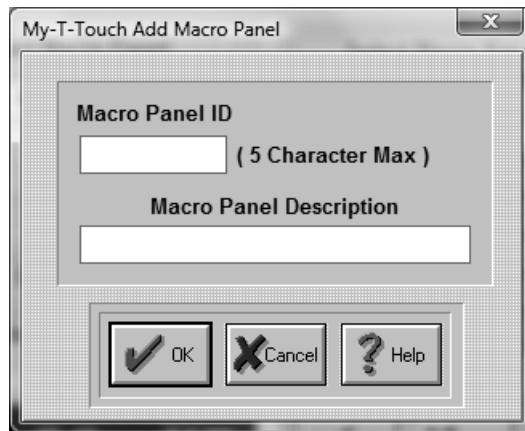 My-T-Touch Add Macro Panel
Macro Panel ID
( 5 Character Max )
Macro Panel Description
OK Cancel Help